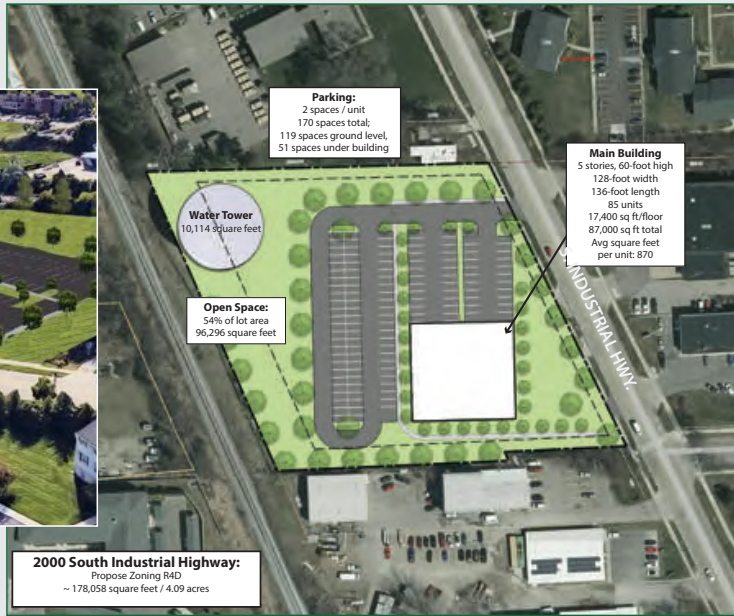 Parking:
2 spaces / unit
170 spaces total;
119 spaces ground level,
51 spaces under building
Main Building
5 stories, 60-foot high
128-foot width
136-foot length
85 units
17,400 sq ft/floor
87,000 sq ft total
Avg square feet
per unit: 870
Water Tower
10,114 square feet
INDUSTRIAL HWY.
Open Space:
54% of lot area
96,296 square feet
2000 South Industrial Highway:
Propose Zoning R4D
~ 178,058 square feet / 4.09 acres